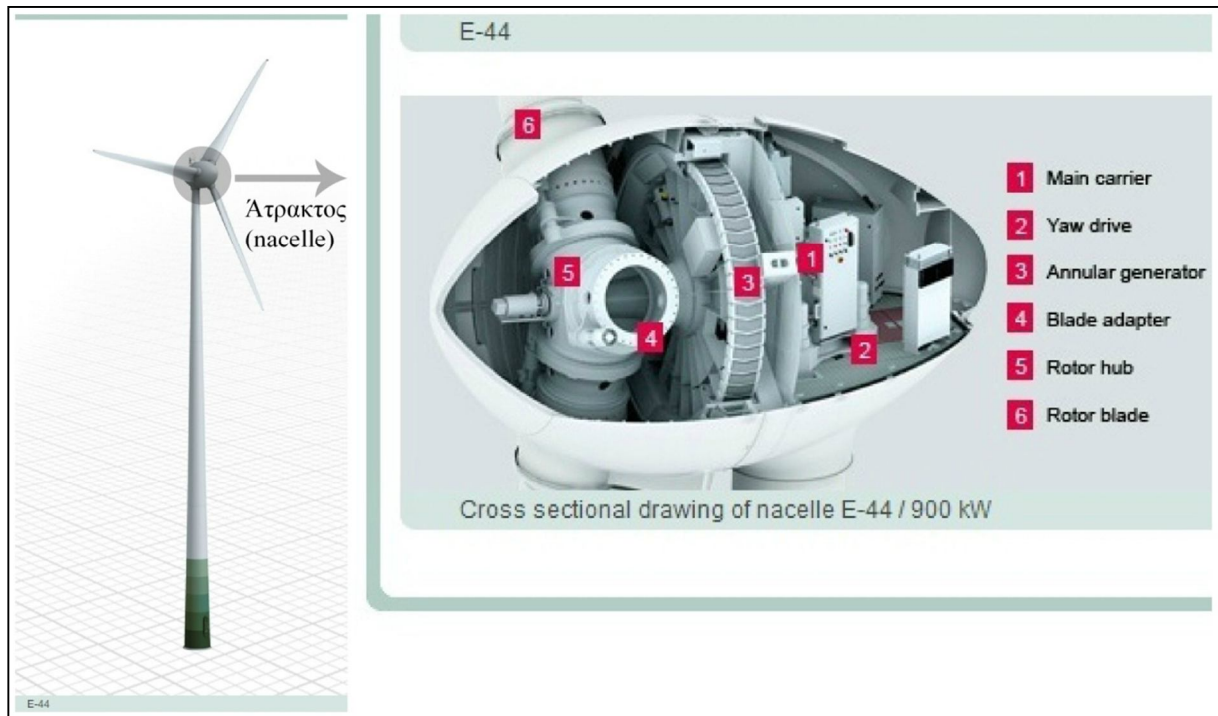 Άτρακτος
(nacelle)
E-44
E-44
6
5
4
3
1
2
1 Main carrier
2 Yaw drive
3 Annular generator
4 Blade adapter
5 Rotor hub
6 Rotor blade
Cross sectional drawing of nacelle E-44 / 900 kW